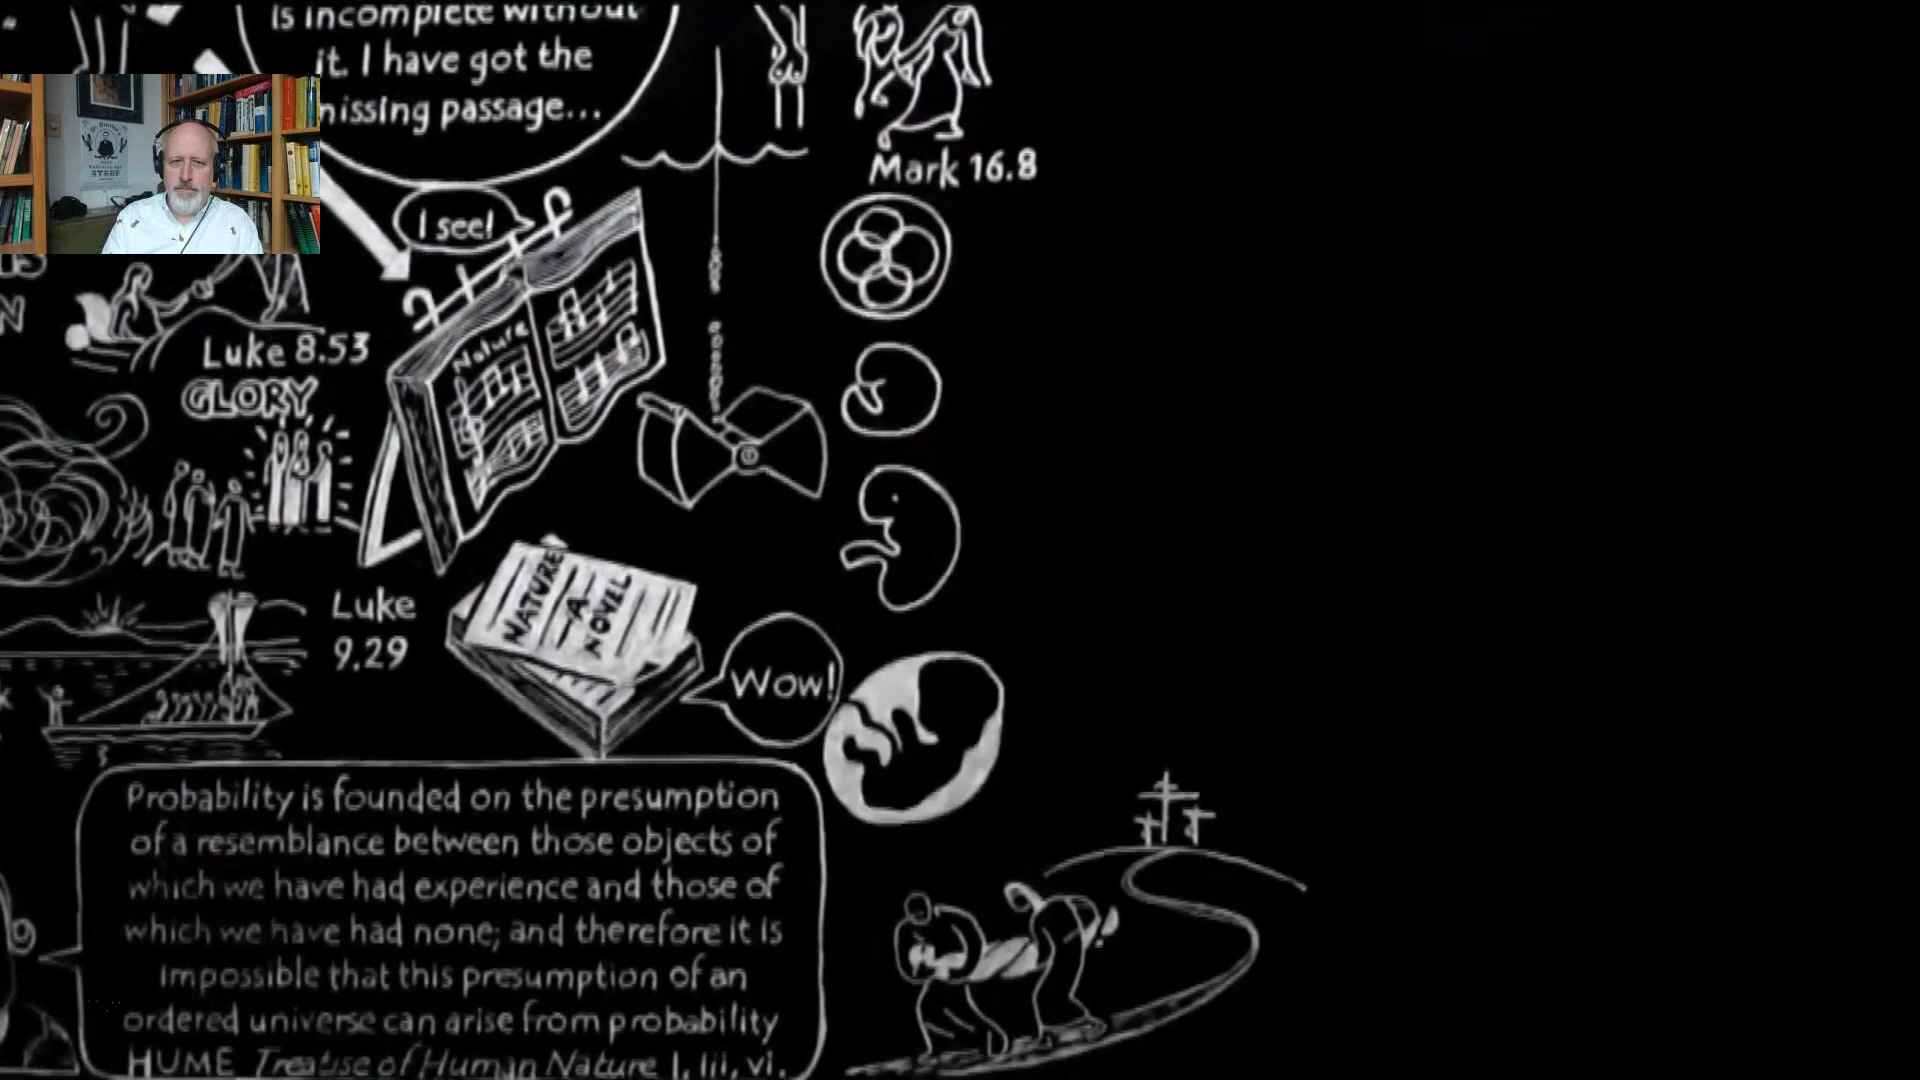 is incomplete without
it. I have got the
missing passage...
Mark 16.8
I see!
Nature
Luke 8.53
GLORY
NATURE
A
NOVEL
Luke
9.29
Wow!
Probability is founded on the presumption
of a resemblance between those objects of
which we have had experience and those of
which we have had none; and therefore it is
impossible that this presumption of an
ordered universe can arise from probability
HUME Treatise of Human Nature I, iii, vi.